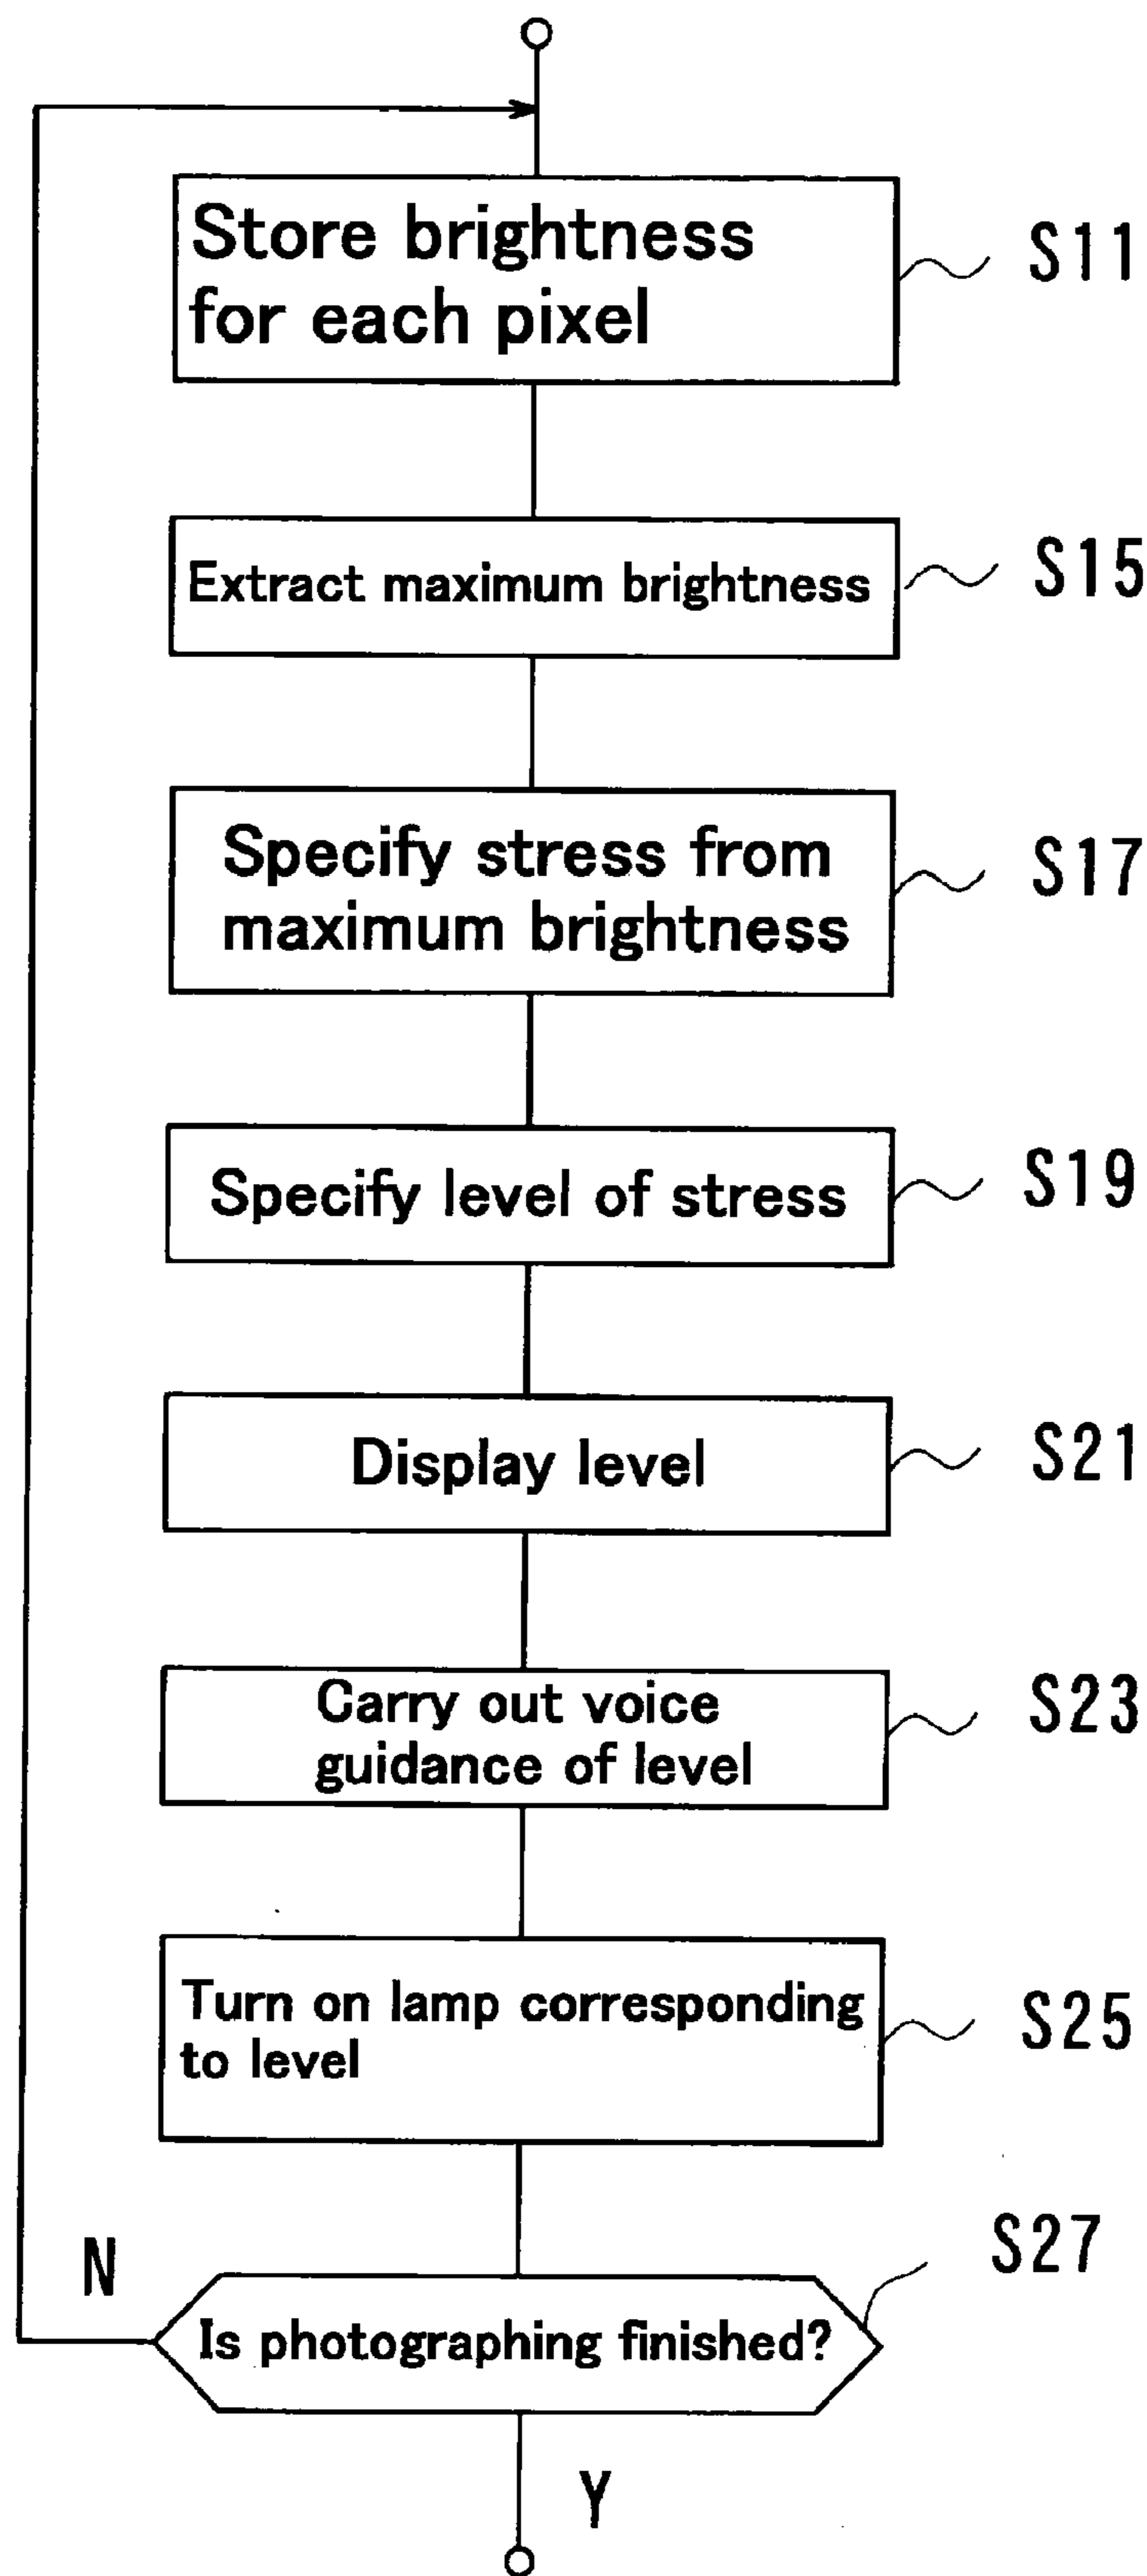 Store brightness
for each pixel
S11
Extract maximum brightness
S15
Specify stress from
maximum brightness
S17
Specify level of stress
S19
Display level
S21
Carry out voice
guidance of level
S23
Turn on lamp corresponding
to level
S25
N
S27
Is photographing finished?
Y